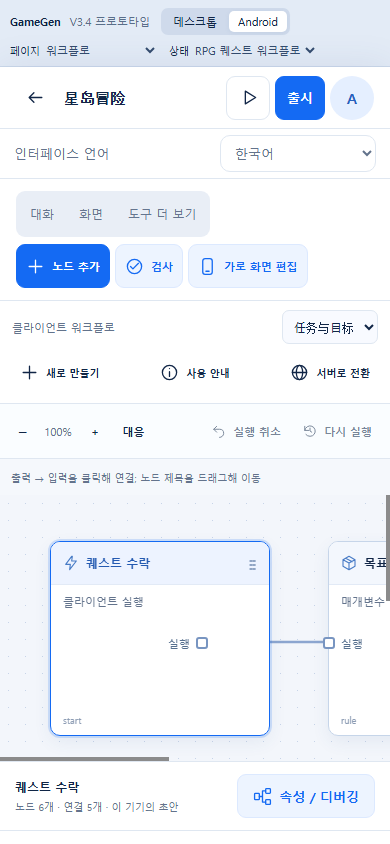 GameGen V3.4 프로토타입 데스크톱 Android
페이지 워크플로 상태 RPG 퀘스트 워크플로
← 星岛冒险 출시 A
인터페이스 언어 한국어
대화 화면 도구 더 보기
노드 추가 검사 가로 화면 편집
클라이언트 워크플로 任务与目标
새로 만들기 사용 안내 서버로 전환
− 100% + 대응 실행 취소 다시 실행
출력 → 입력을 클릭해 연결; 노드 제목을 드래그해 이동
퀘스트 수락 목표
클라이언트 실행 매개변수
실행 실행
start rule
퀘스트 수락
노드 6개 · 연결 5개 · 이 기기의 초안
속성 / 디버깅